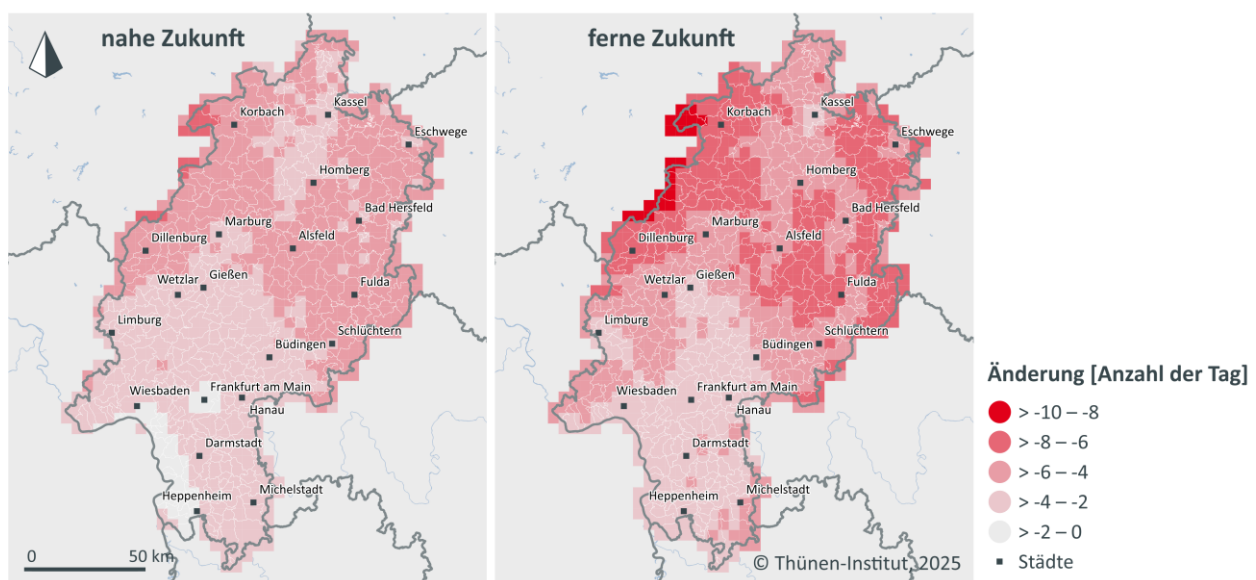 nahe Zukunft
Kassel
Korbach
Eschwege
Homberg
Bad Hersfeld
Marburg
Alsfeld
Dillenburg
Gießen
Wetzlar
Fulda
Limburg
Schlüchtern
Büdingen
Wiesbaden
Frankfurt am Main
Hanau
Darmstadt
Heppenheim
Michelstadt
0 50 km
ferne Zukunft
Kassel
Korbach
Eschwege
Homberg
Bad Hersfeld
Marburg
Alsfeld
Dillenburg
Gießen
Wetzlar
Fulda
Limburg
Schlüchtern
Büdingen
Wiesbaden
Frankfurt am Main
Hanau
Darmstadt
Heppenheim
Michelstadt
© Thünen-Institut, 2025
Änderung [Anzahl der Tag]
> -10 – -8
> -8 – -6
> -6 – -4
> -4 – -2
> -2 – 0
Städte